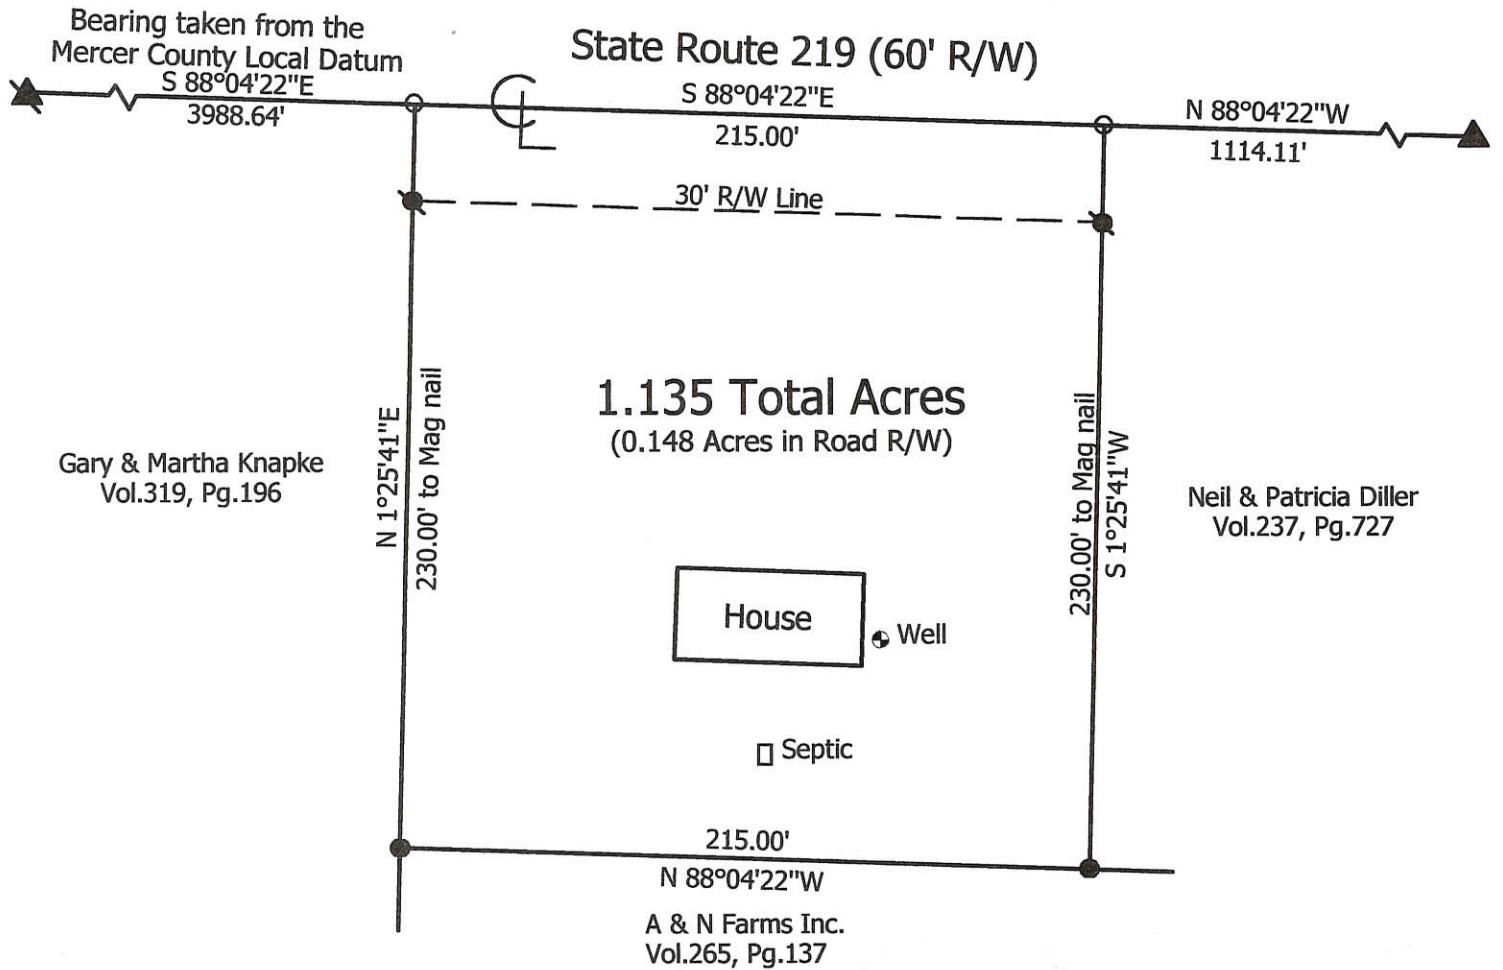 Bearing taken from the
Mercer County Local Datum
S 88°04'22"E
3988.64'
State Route 219 (60' R/W)
S 88°04'22"E
215.00'
N 88°04'22"W
1114.11'
30' R/W Line
1.135 Total Acres
(0.148 Acres in Road R/W)
N 1°25'41"E
230.00' to Mag nail
230.00' to Mag nail
S 1°25'41"W
Gary & Martha Knapke
Vol.319, Pg.196
Neil & Patricia Diller
Vol.237, Pg.727
House
Well
Septic
215.00'
N 88°04'22"W
A & N Farms Inc.
Vol.265, Pg.137